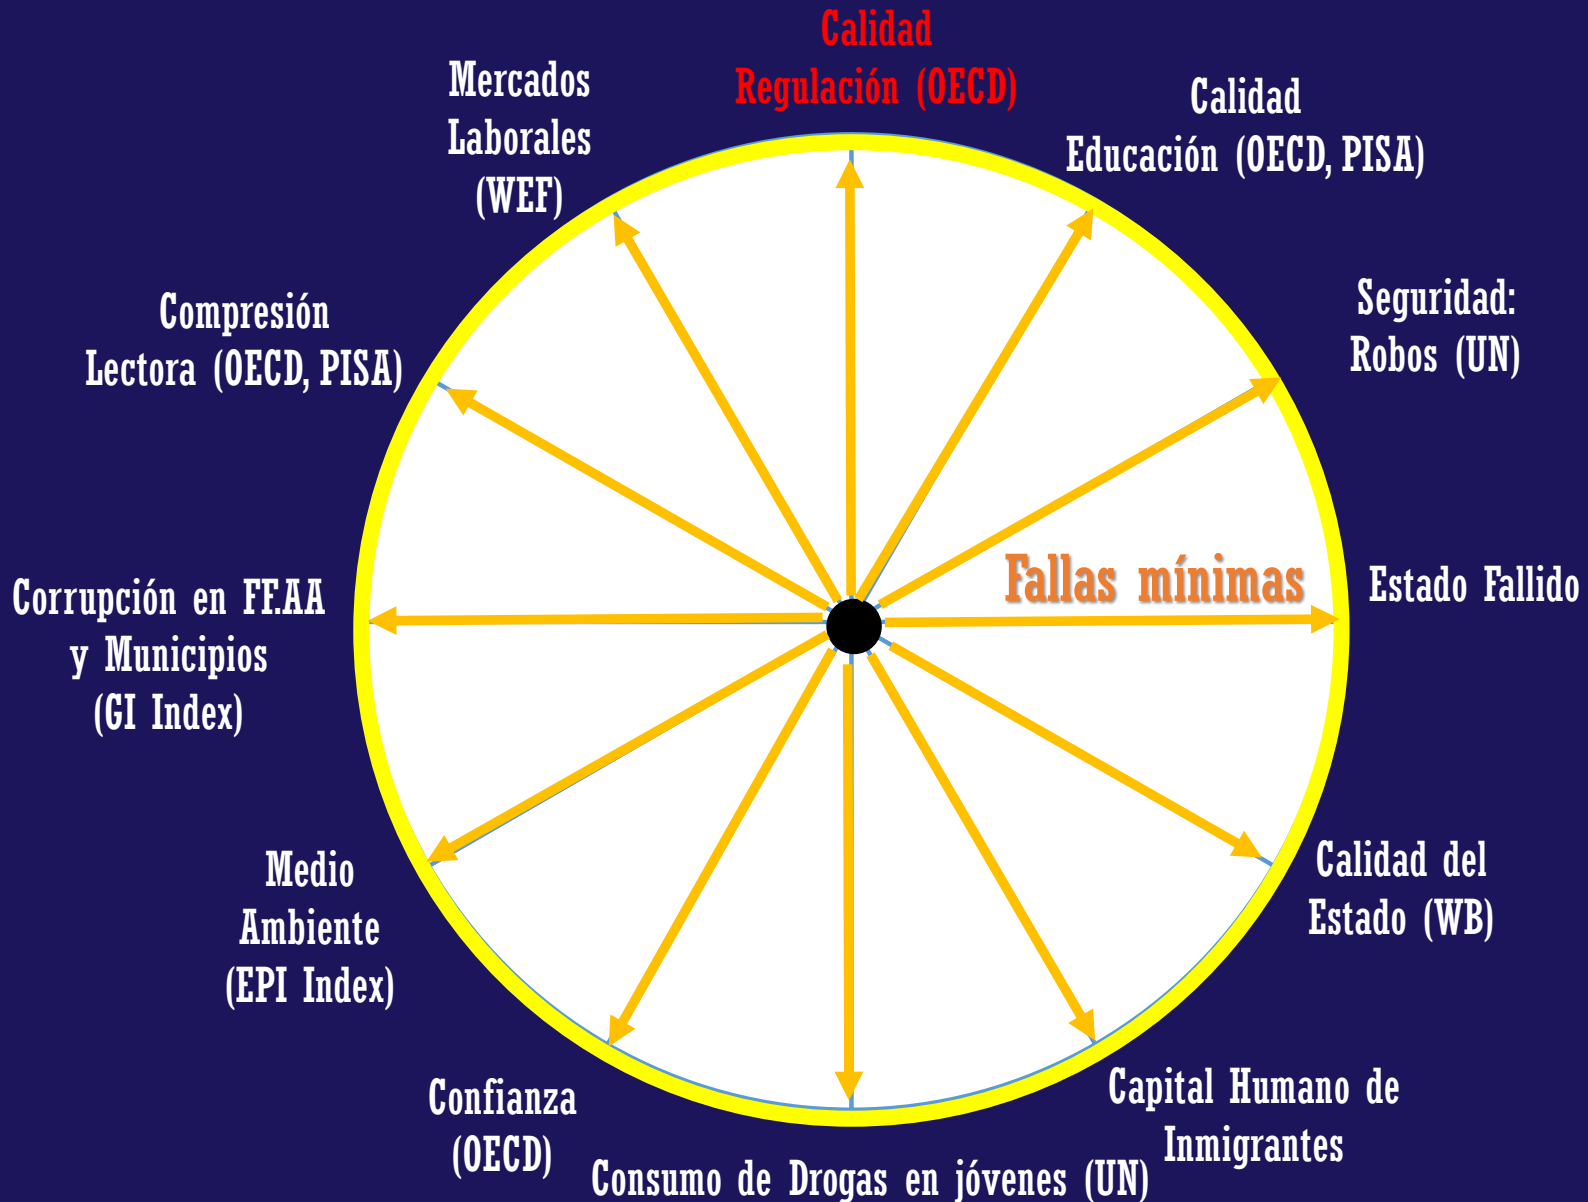 Calidad
Regulación (OECD)
Mercados
Laborales
(WEF)
Calidad
Educación (OECD, PISA)
Compresión
Lectora (OECD, PISA)
Seguridad:
Robos (UN)
Fallas mínimas
Estado Fallido
Corrupción en FF.AA
y Municipios
(GI Index)
Medio
Ambiente
(EPI Index)
Calidad del
Estado (WB)
Confianza
(OECD)
Capital Humano de
Inmigrantes
Consumo de Drogas en jóvenes (UN)